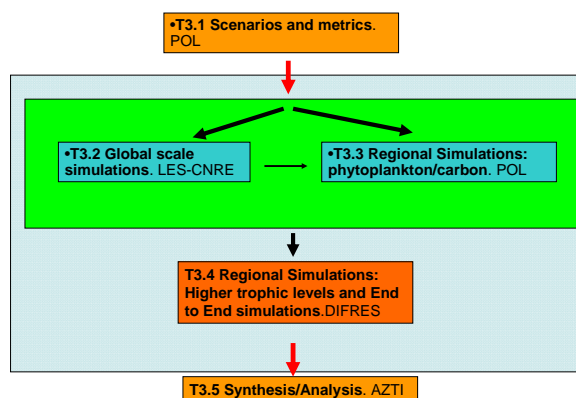 •T3.1 Scenarios and metrics.
POL
•T3.2 Global scale
simulations. LES-CNRE
•T3.3 Regional Simulations:
phytoplankton/carbon. POL
T3.4 Regional Simulations:
Higher trophic levels and End
to End simulations.DIFRES
T3.5 Synthesis/Analysis. AZTI